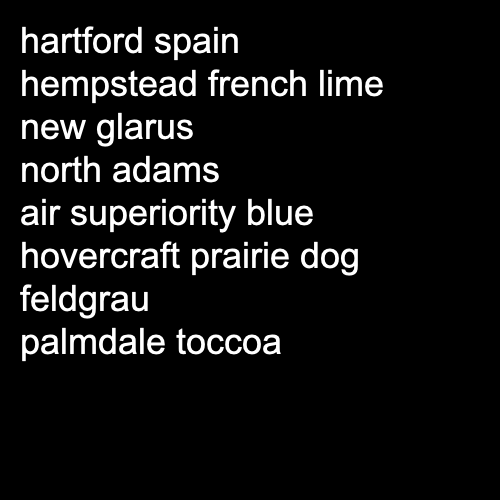 hartford spain
hempstead french lime
new glarus
north adams
air superiority blue
hovercraft prairie dog
feldgrau
palmdale toccoa